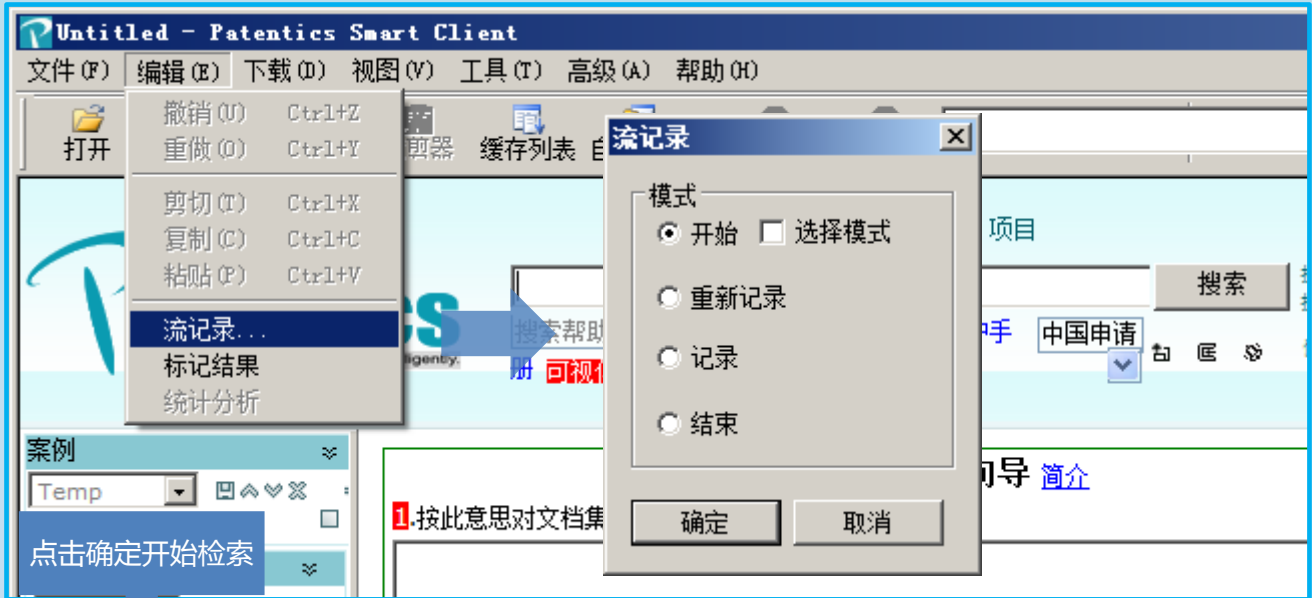 Untitled - Patentics Smart Client
文件(F) 编辑(E) 下载(D) 视图(V) 工具(T) 高级(A) 帮助(H)
打开
缓存列表
撤销(U) Ctrl+Z
重做(O) Ctrl+Y
剪切(T) Ctrl+X
复制(C) Ctrl+C
粘贴(P) Ctrl+V
流记录...
标记结果
统计分析
流记录
模式
开始 选择模式
重新记录
记录
结束
确定 取消
项目
搜索
搜索帮助
册
中国申请
案例
Temp
点击确定开始检索
向导 简介
1.按此意思对文档集